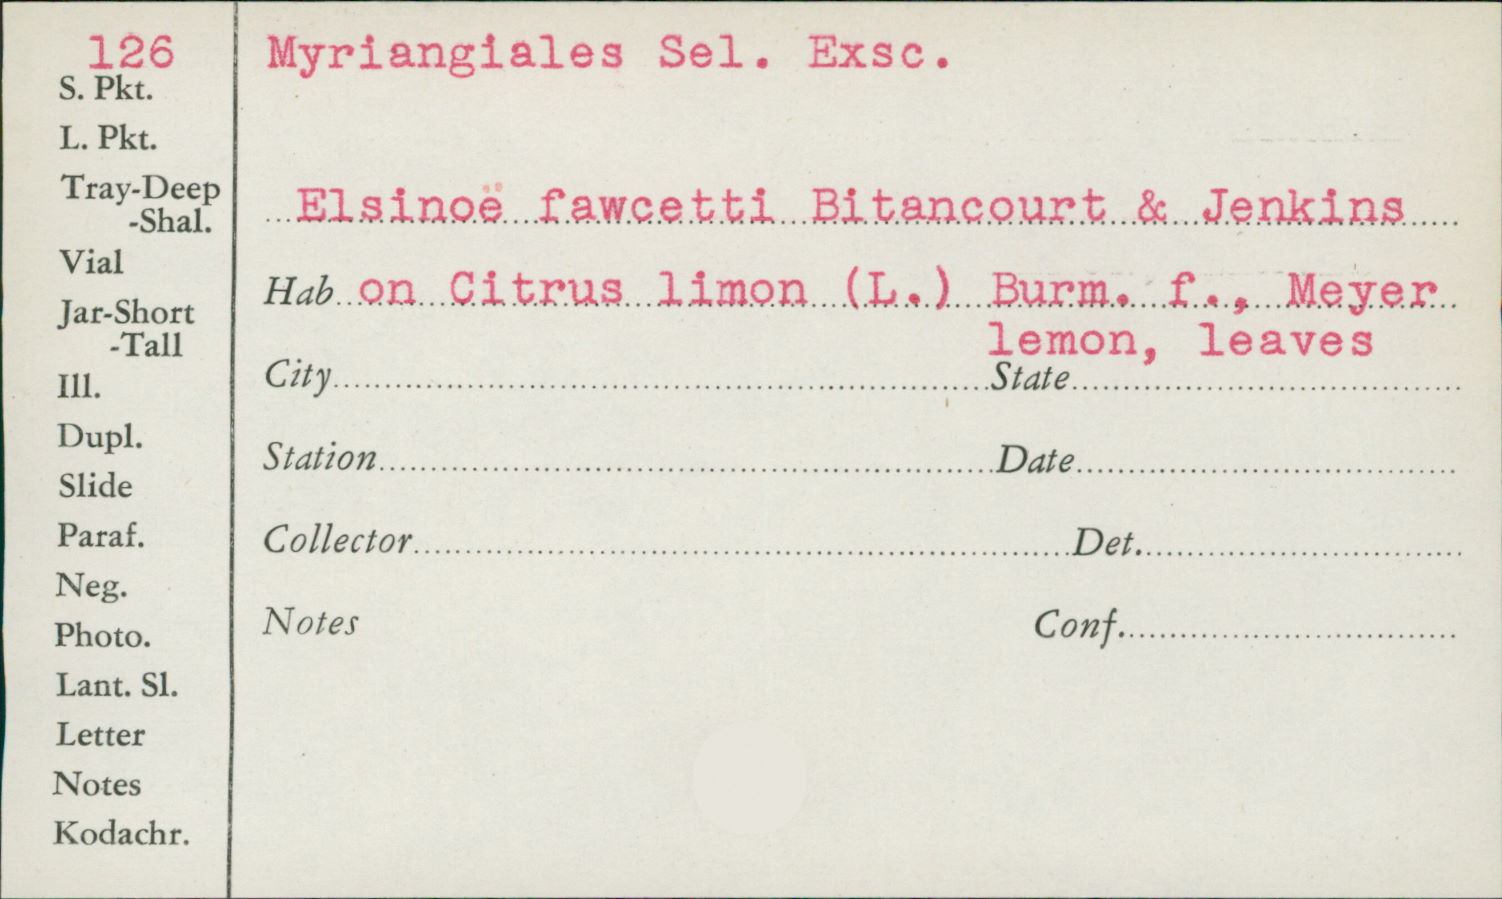 126
S. Pkt.
L. Pkt.
Tray-Deep
-Shal.
Vial
Jar-Short
-Tall
Ill.
Dupl.
Slide
Paraf.
Neg.
Photo.
Lant. Sl.
Letter
Notes
Kodachr.
Myriangiales Sel. Exsc.
Elsinoë fawcetti Bitancourt & Jenkins
Hab on Citrus limon (L.) Burm. f., Meyer
lemon, leaves
City State
Station Date
Collector Det.
Notes Conf.